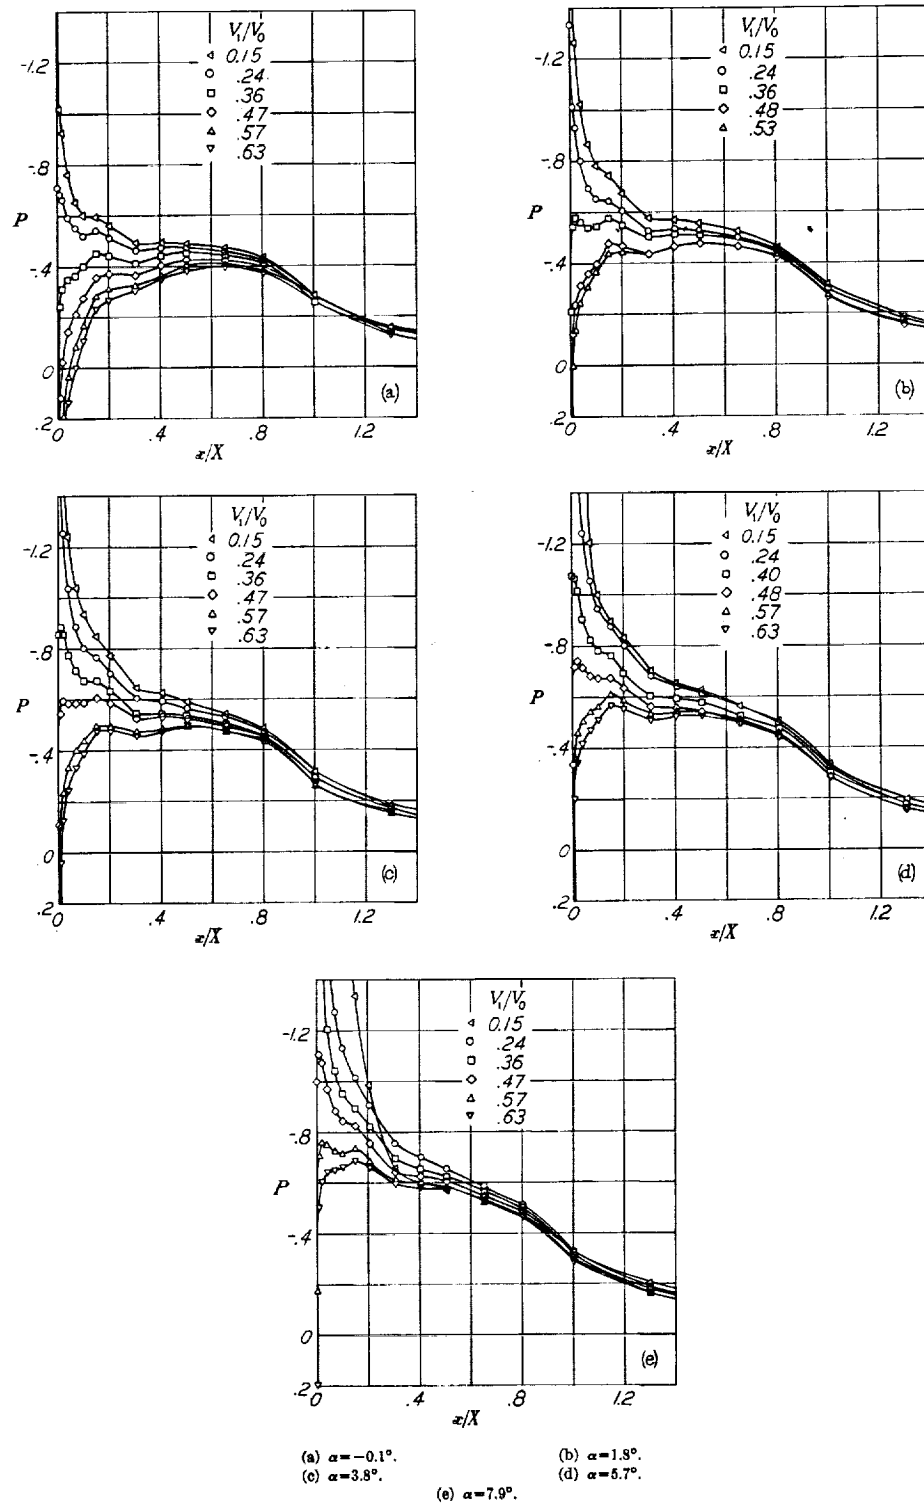 V₁/V₀
0.15
.24
.36
.47
.57
.63
-1.2
-.8
P
-.4
0
.2
0 .4 .8 1.2
x/X
(a)
V₁/V₀
0.15
.24
.36
.48
.53
-1.2
-.8
P
-.4
0
.2
0 .4 .8 1.2
x/X
(b)
V₁/V₀
0.15
.24
.36
.47
.57
.63
-1.2
-.8
P
-.4
0
.2
0 .4 .8 1.2
x/X
(c)
V₁/V₀
0.15
.24
.40
.48
.57
.63
-1.2
-.8
P
-.4
0
.2
0 .4 .8 1.2
x/X
(d)
V₁/V₀
0.15
.24
.36
.47
.57
.63
-1.2
-.8
P
-.4
0
.2
0 .4 .8 1.2
x/X
(e)
(a) α=−0.1°. (b) α=1.8°.
(c) α=3.8°. (d) α=5.7°.
(e) α=7.9°.